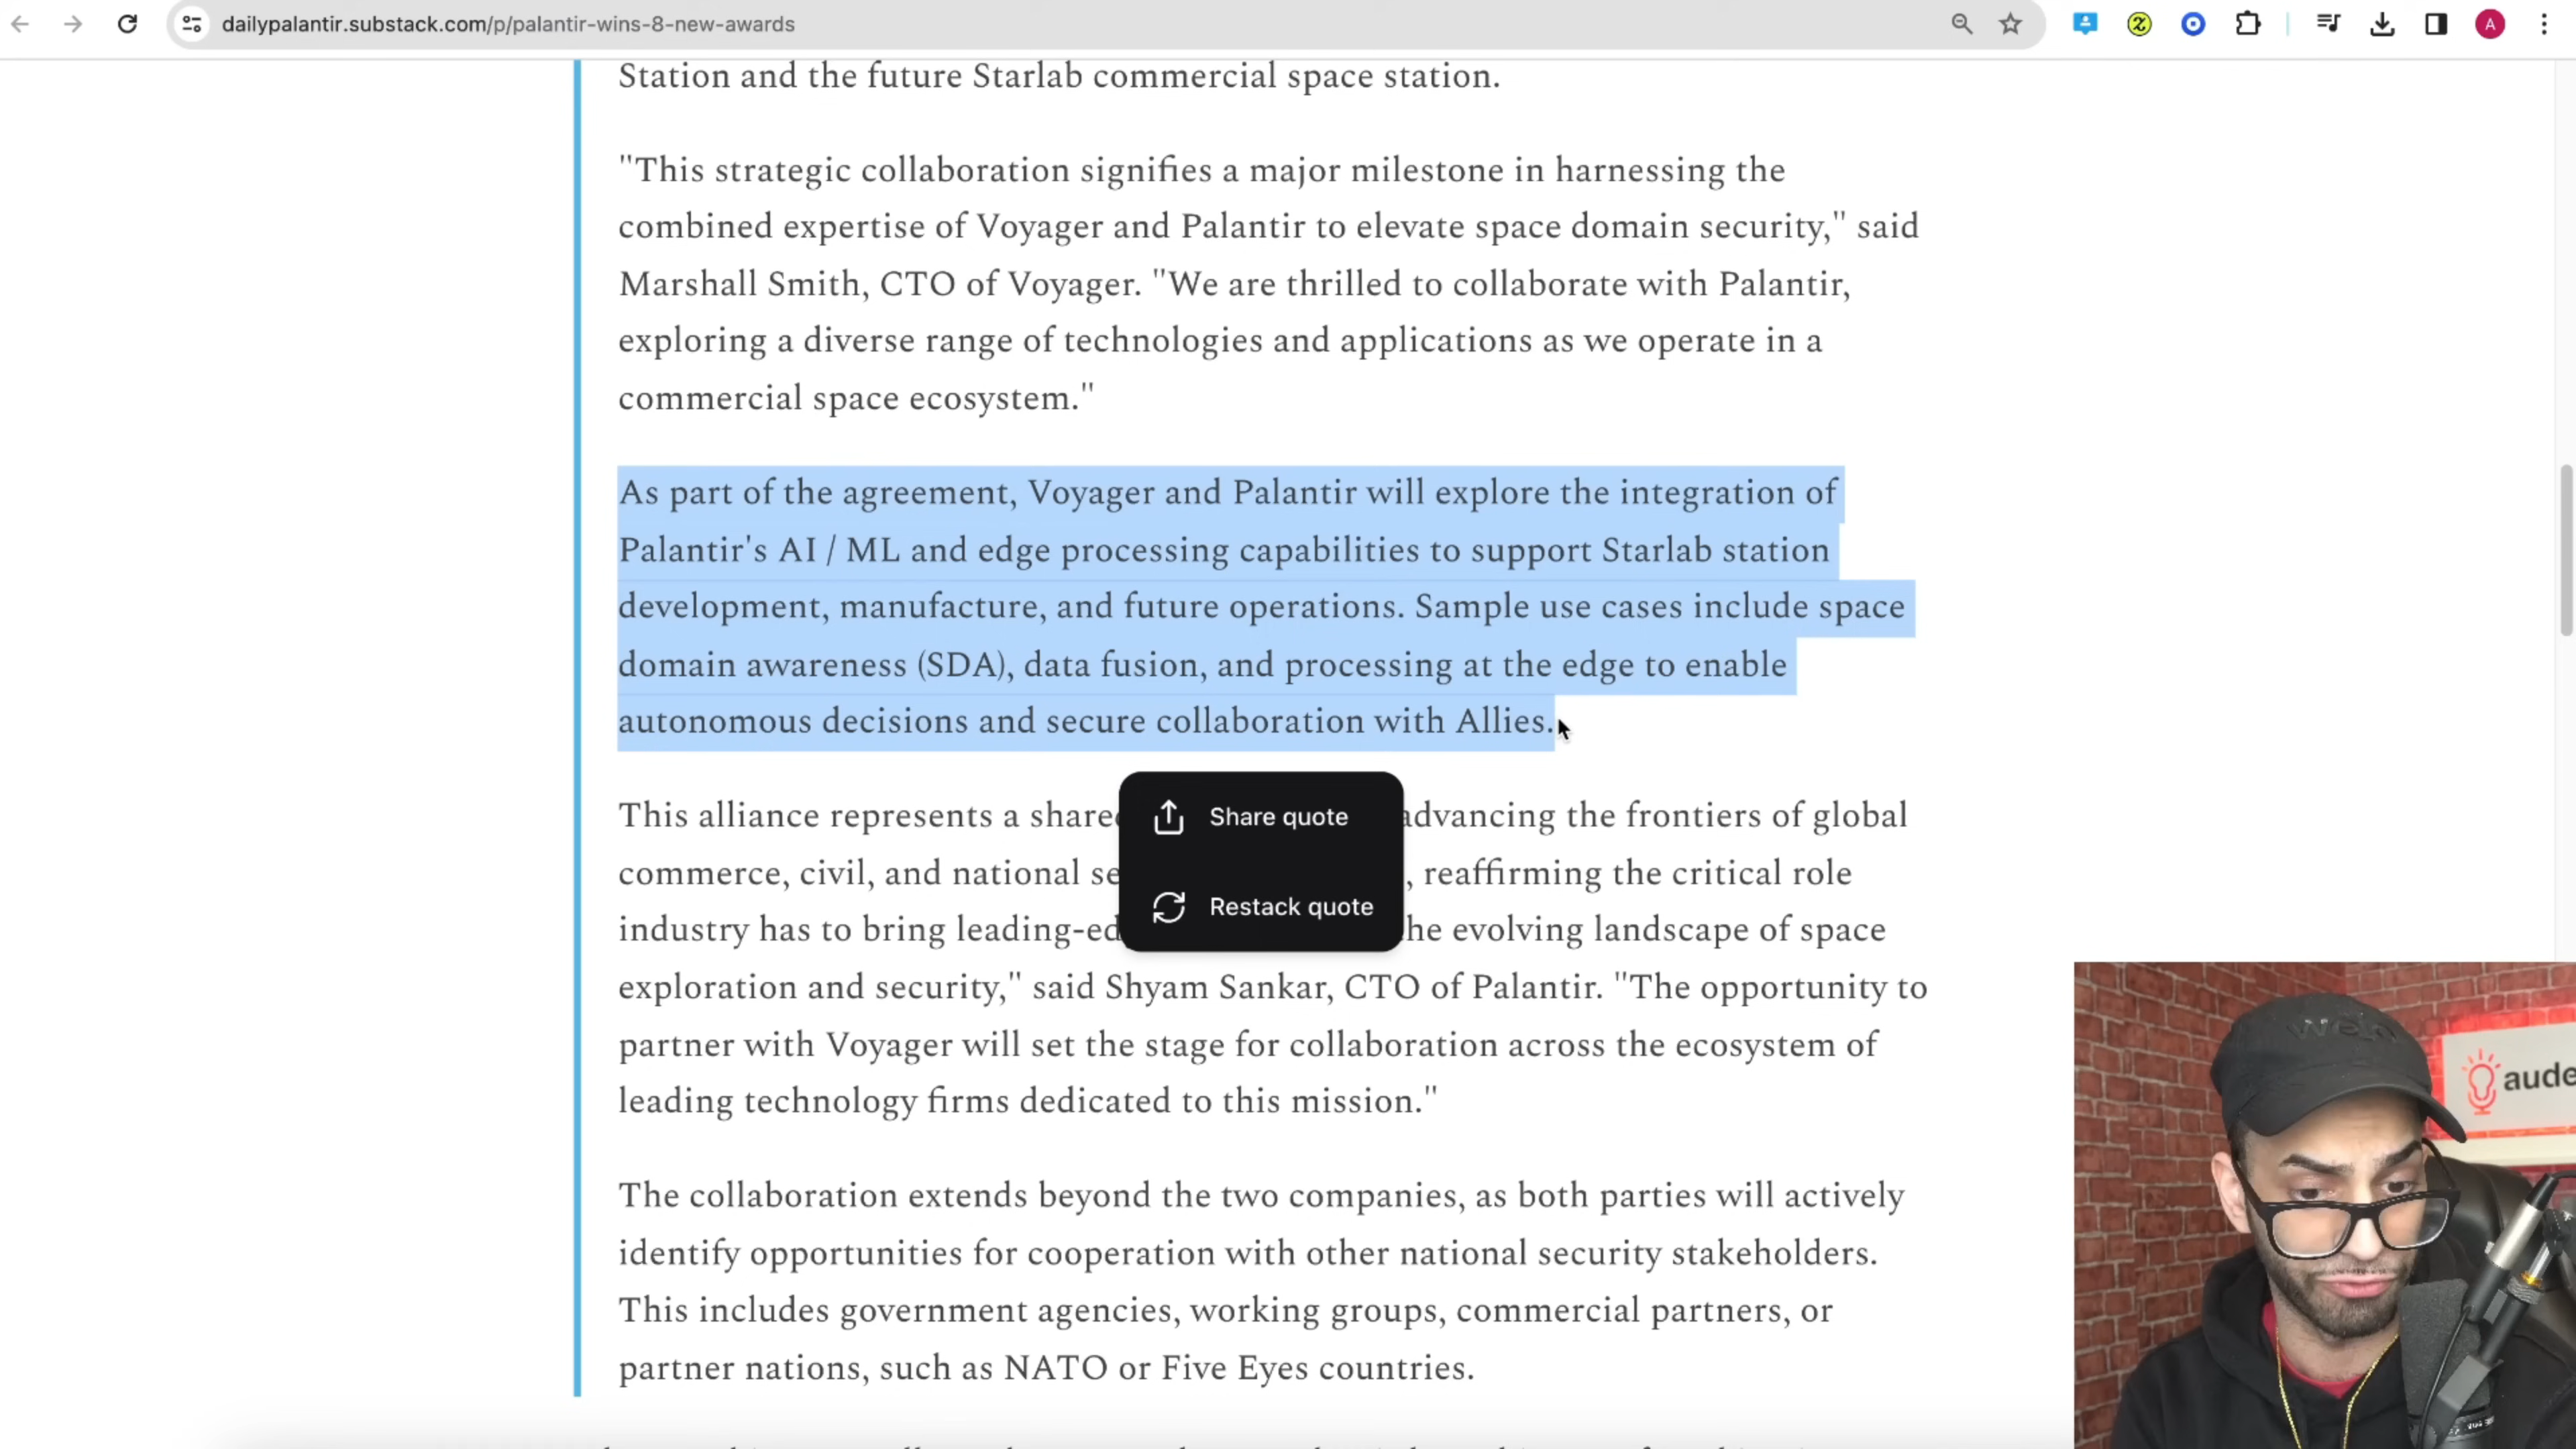 dailypalantir.substack.com/p/palantir-wins-8-new-awards
A
Station and the future Starlab commercial space station.
"This strategic collaboration signifies a major milestone in harnessing the
combined expertise of Voyager and Palantir to elevate space domain security," said
Marshall Smith, CTO of Voyager. "We are thrilled to collaborate with Palantir,
exploring a diverse range of technologies and applications as we operate in a
commercial space ecosystem."
As part of the agreement, Voyager and Palantir will explore the integration of
Palantir's AI / ML and edge processing capabilities to support Starlab station
development, manufacture, and future operations. Sample use cases include space
domain awareness (SDA), data fusion, and processing at the edge to enable
autonomous decisions and secure collaboration with Allies.
Share quote
Restack quote
This alliance represents a share advancing the frontiers of global
commerce, civil, and national se , reaffirming the critical role
industry has to bring leading-ed he evolving landscape of space
exploration and security," said Shyam Sankar, CTO of Palantir. "The opportunity to
partner with Voyager will set the stage for collaboration across the ecosystem of
leading technology firms dedicated to this mission."
The collaboration extends beyond the two companies, as both parties will actively
identify opportunities for cooperation with other national security stakeholders.
This includes government agencies, working groups, commercial partners, or
partner nations, such as NATO or Five Eyes countries.
aude